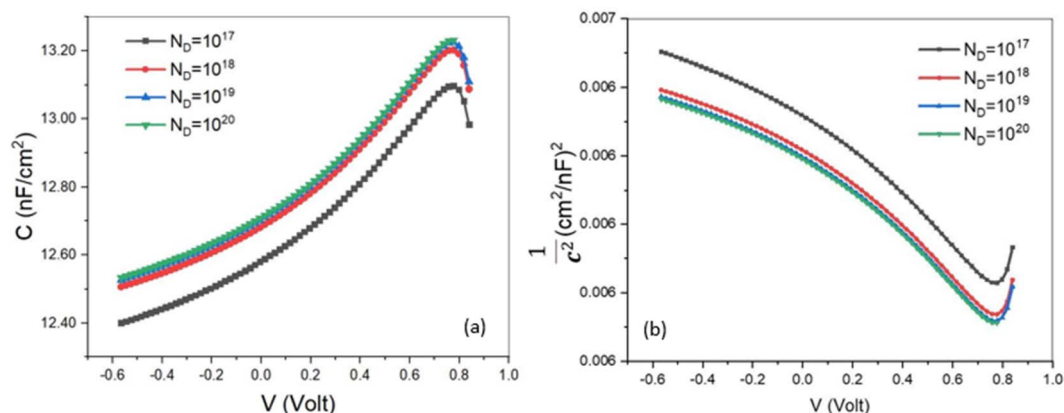 N_D=10^17
N_D=10^18
N_D=10^19
N_D=10^20
13.20
13.00
12.80
12.60
12.40
C (nF/cm²)
-0.6 -0.4 -0.2 0.0 0.2 0.4 0.6 0.8 1.0
V (Volt)
(a)
0.007
0.006
0.006
0.006
0.006
0.006
1/c² (cm²/nF)²
N_D=10^17
N_D=10^18
N_D=10^19
N_D=10^20
-0.6 -0.4 -0.2 0.0 0.2 0.4 0.6 0.8 1.0
V (Volt)
(b)